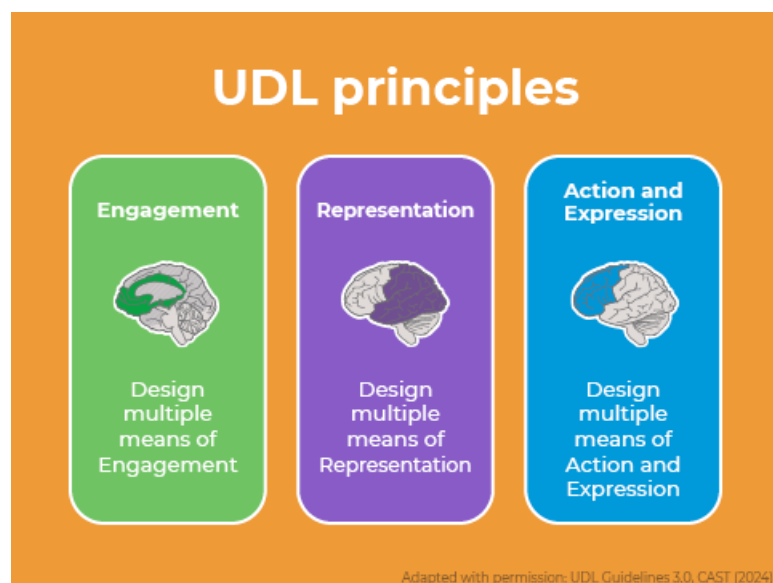 UDL principles
Engagement
Design
multiple
means of
Engagement
Representation
Design
multiple
means of
Representation
Action and
Expression
Design
multiple
means of
Action and
Expression
Adapted with permission: UDL Guidelines 3.0, CAST (2024)